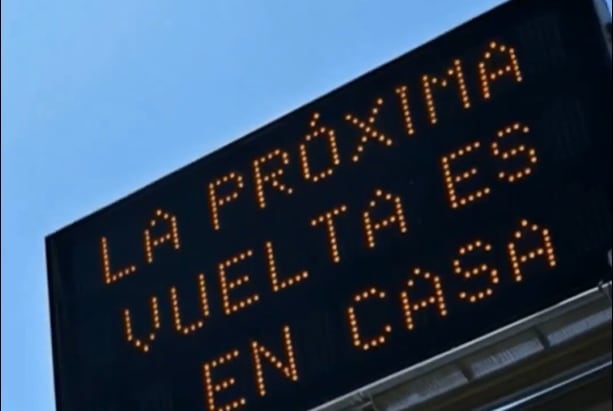 LA PRÓXIMA
VUELTA ES
EN CASA